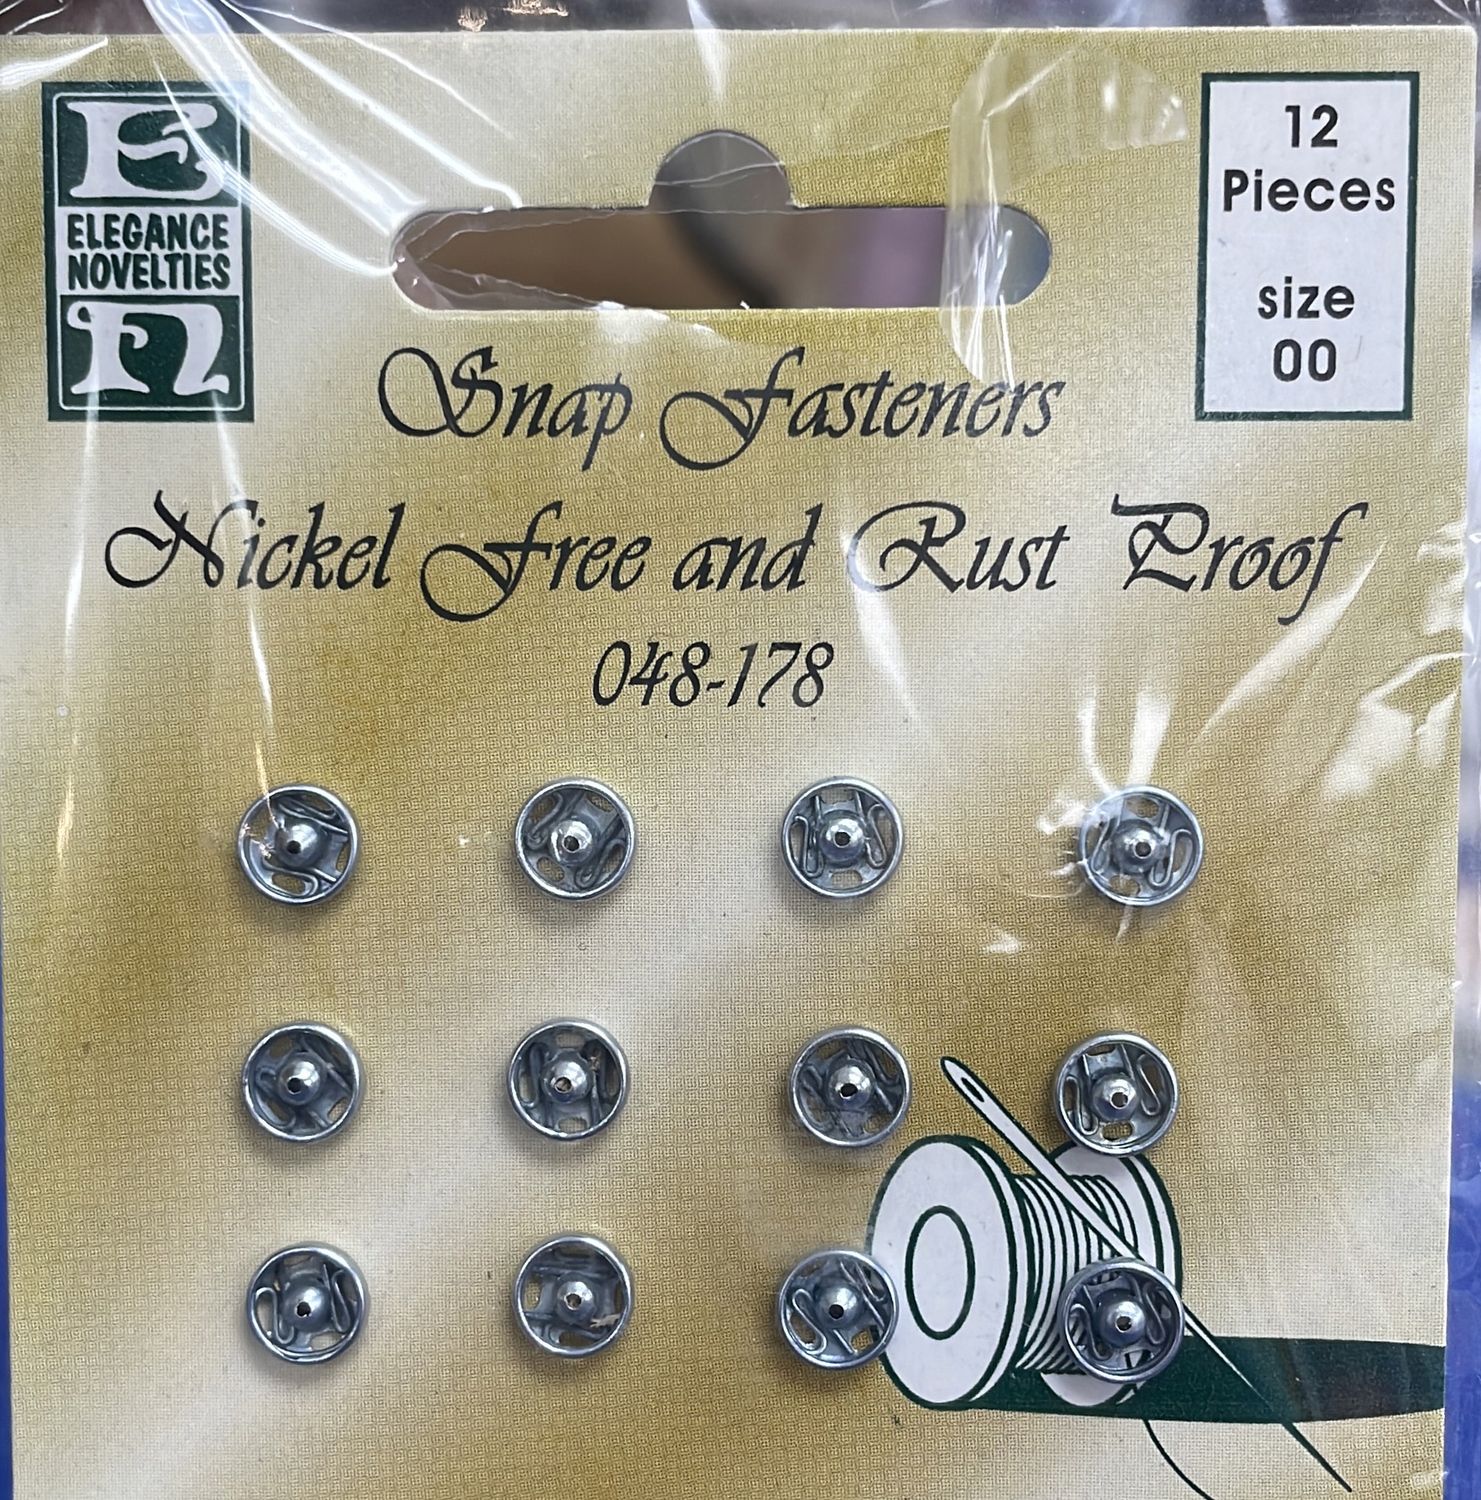 E
ELEGANCE
NOVELTIES
n
12
Pieces
size
00
Snap Fasteners
Nickel Free and Rust Proof
048-178